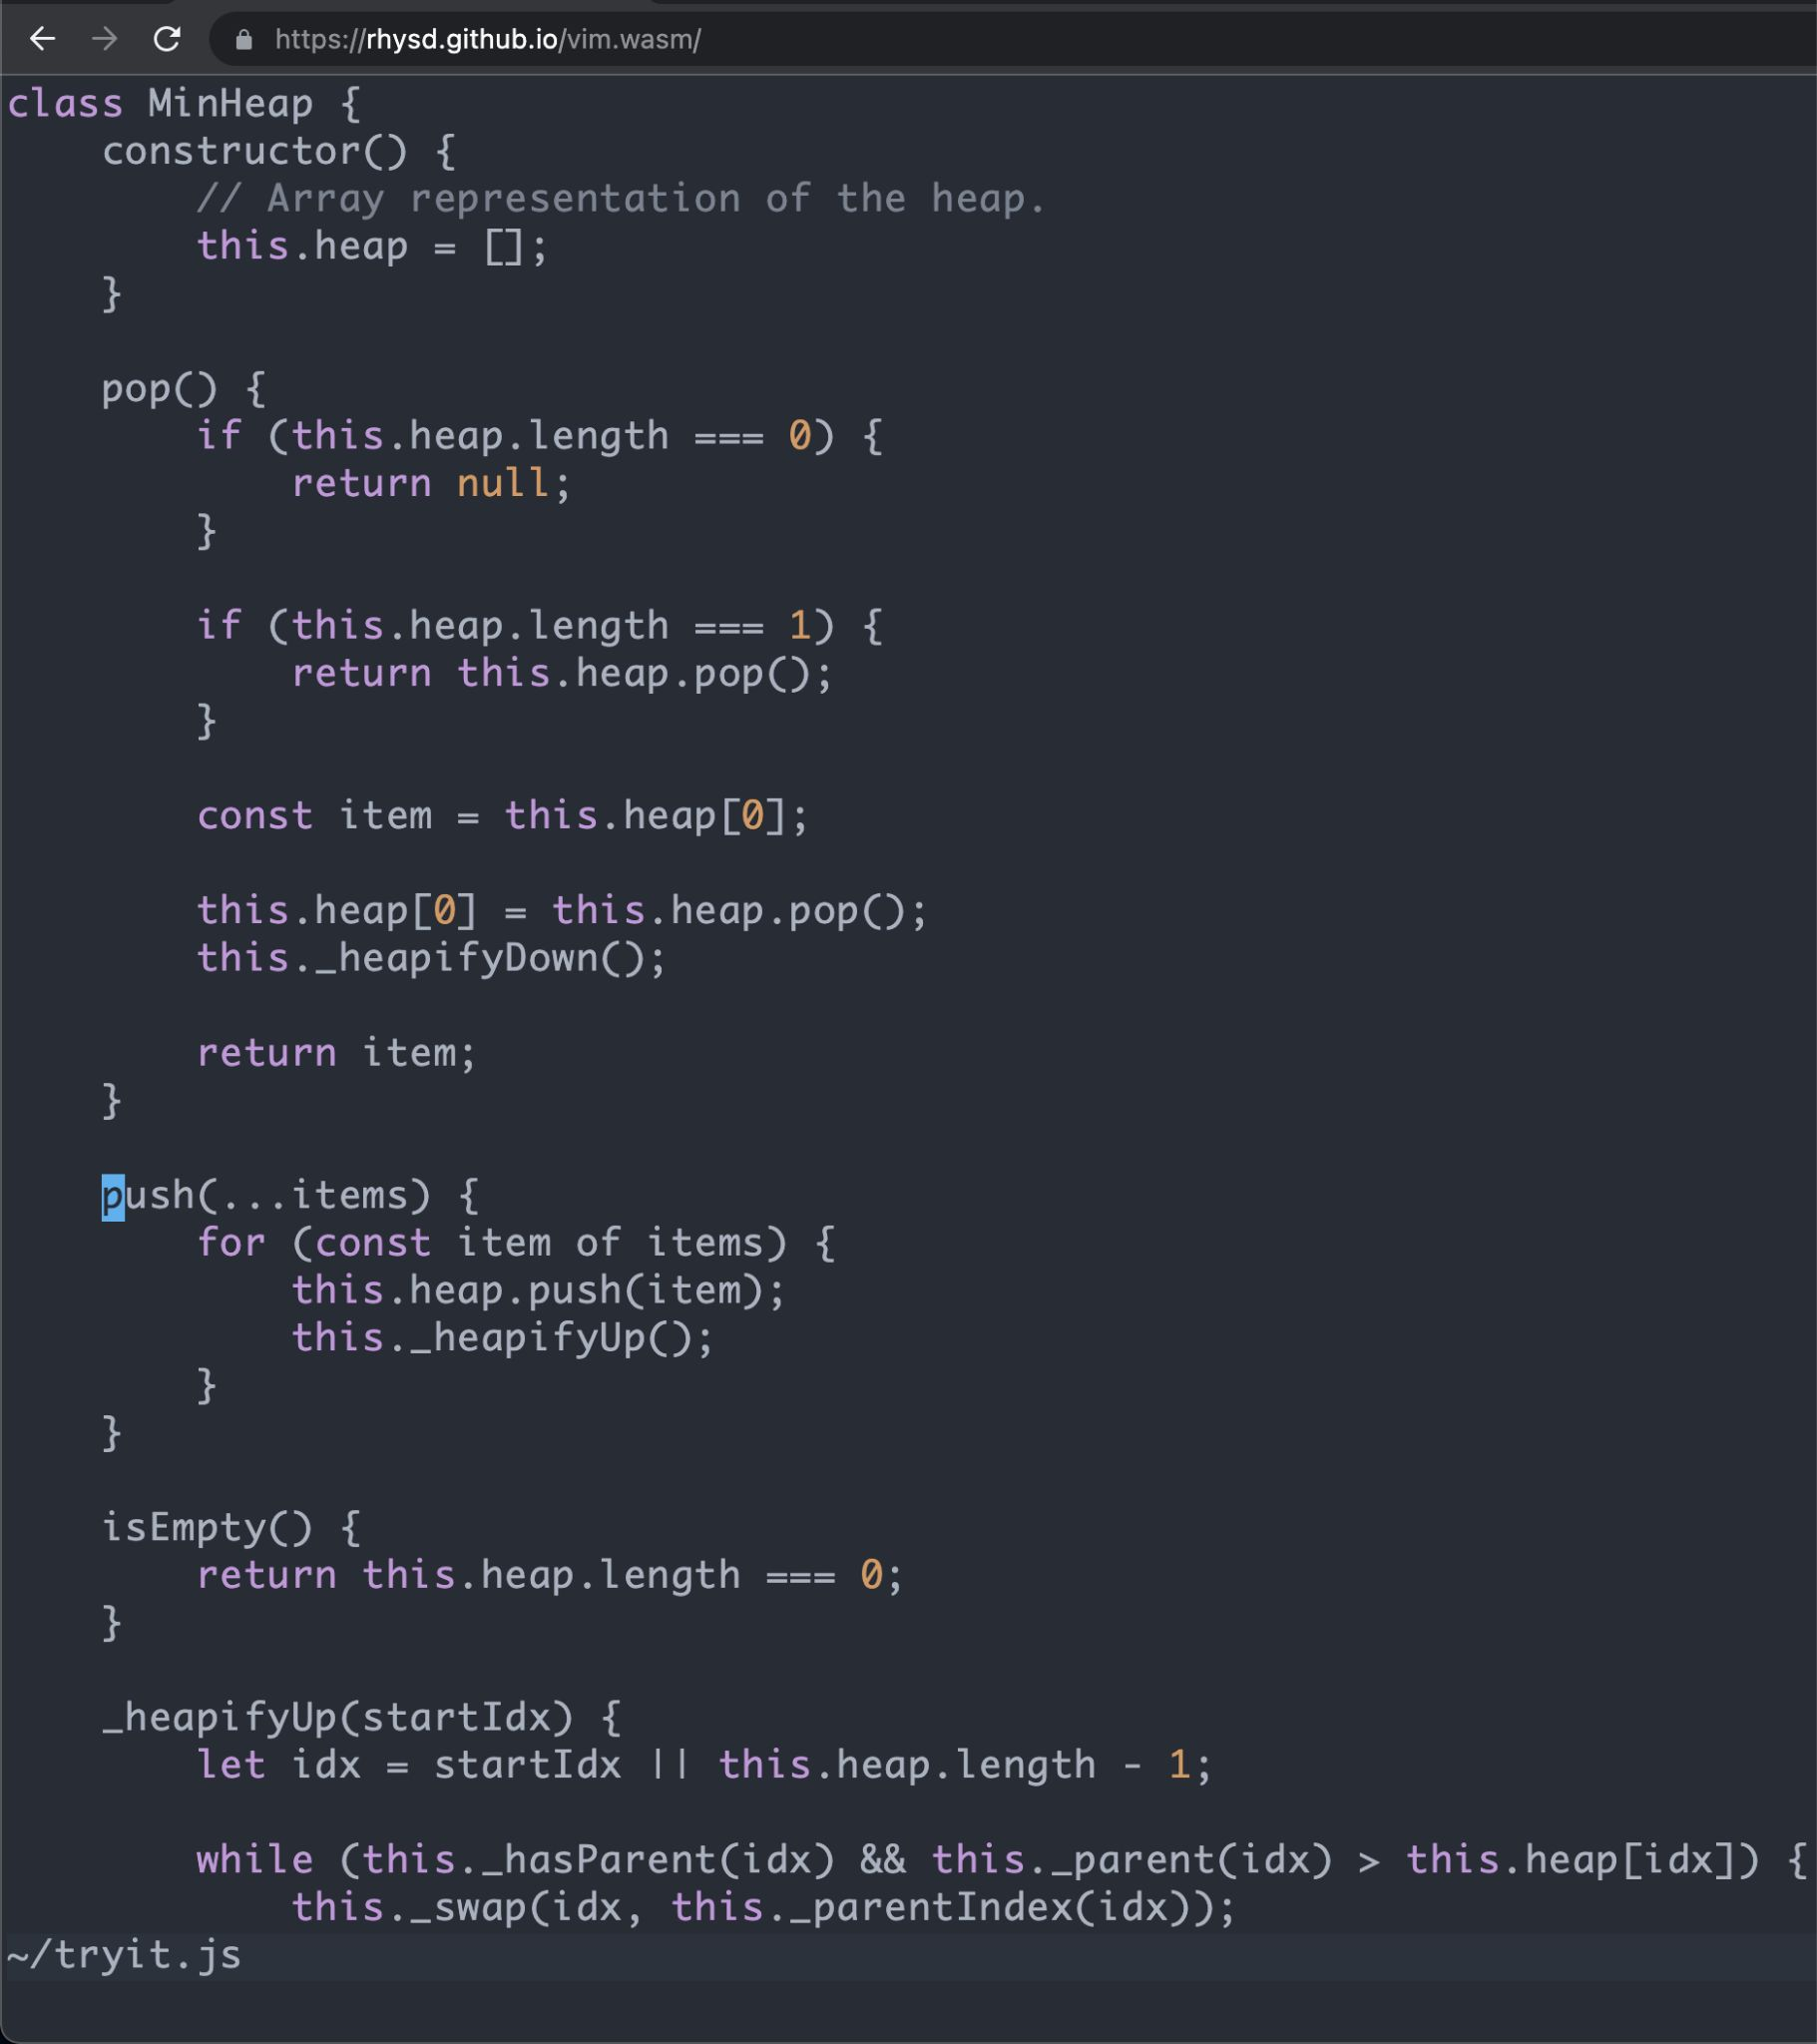 https://rhysd.github.io/vim.wasm/
class MinHeap {
    constructor() {
        // Array representation of the heap.
        this.heap = [];
    }

    pop() {
        if (this.heap.length === 0) {
            return null;
        }

        if (this.heap.length === 1) {
            return this.heap.pop();
        }

        const item = this.heap[0];

        this.heap[0] = this.heap.pop();
        this._heapifyDown();

        return item;
    }

    push(...items) {
        for (const item of items) {
            this.heap.push(item);
            this._heapifyUp();
        }
    }

    isEmpty() {
        return this.heap.length === 0;
    }

    _heapifyUp(startIdx) {
        let idx = startIdx || this.heap.length - 1;

        while (this._hasParent(idx) && this._parent(idx) > this.heap[idx]) {
            this._swap(idx, this._parentIndex(idx));
~/tryit.js